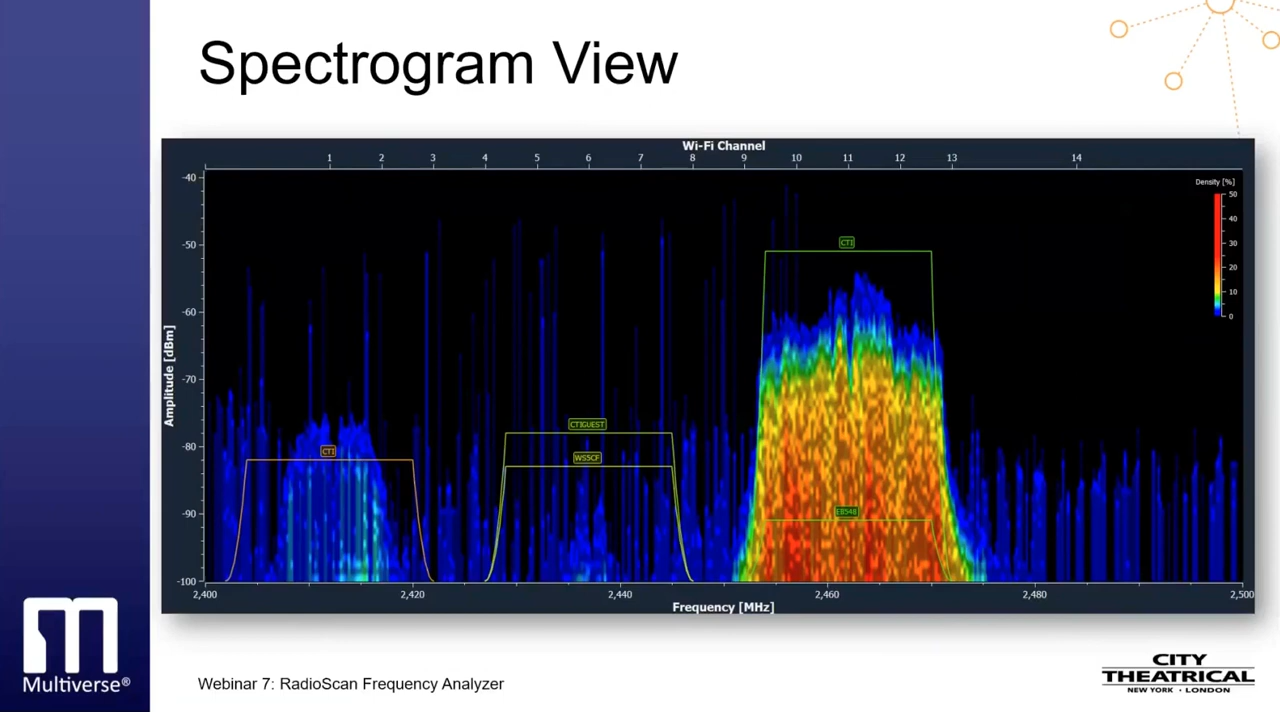 Spectrogram View
Wi-Fi Channel
1 2 3 4 5 6 7 8 9 10 11 12 13 14
Density [%]
50
40
30
20
10
0
Amplitude [dBm]
-40
-50
-60
-70
-80
-90
-100
CTI
CTIGUEST
CTI
WSSCF
EB548
2,400 2,420 2,440 2,460 2,480 2,500
Frequency [MHz]
Multiverse®
Webinar 7: RadioScan Frequency Analyzer
CITY
THEATRICAL
NEW YORK • LONDON